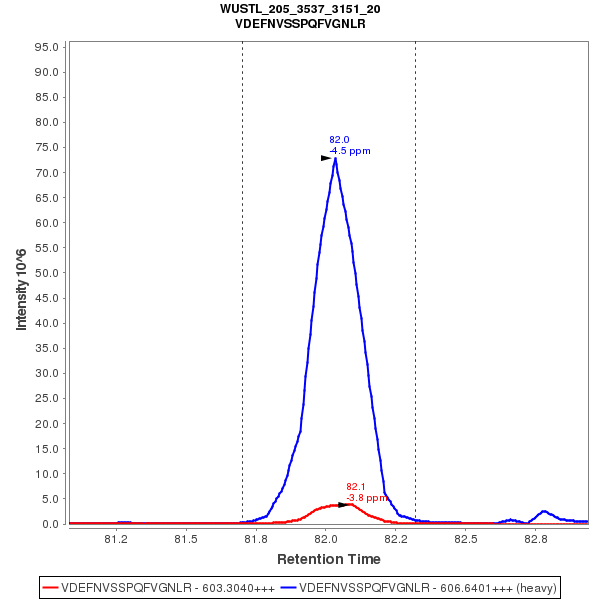 WUSTL_205_3537_3151_20
VDEFNVSSPQFVGNLR
95.0
90.0
85.0
80.0
75.0
70.0
65.0
60.0
55.0
50.0
45.0
40.0
35.0
30.0
25.0
20.0
15.0
10.0
5.0
0.0
Intensity 10^6
82.0
-4.5 ppm
82.1
-3.8 ppm
81.2 81.5 81.8 82.0 82.2 82.5 82.8
Retention Time
VDEFNVSSPQFVGNLR - 603.3040+++ VDEFNVSSPQFVGNLR - 606.6401+++ (heavy)